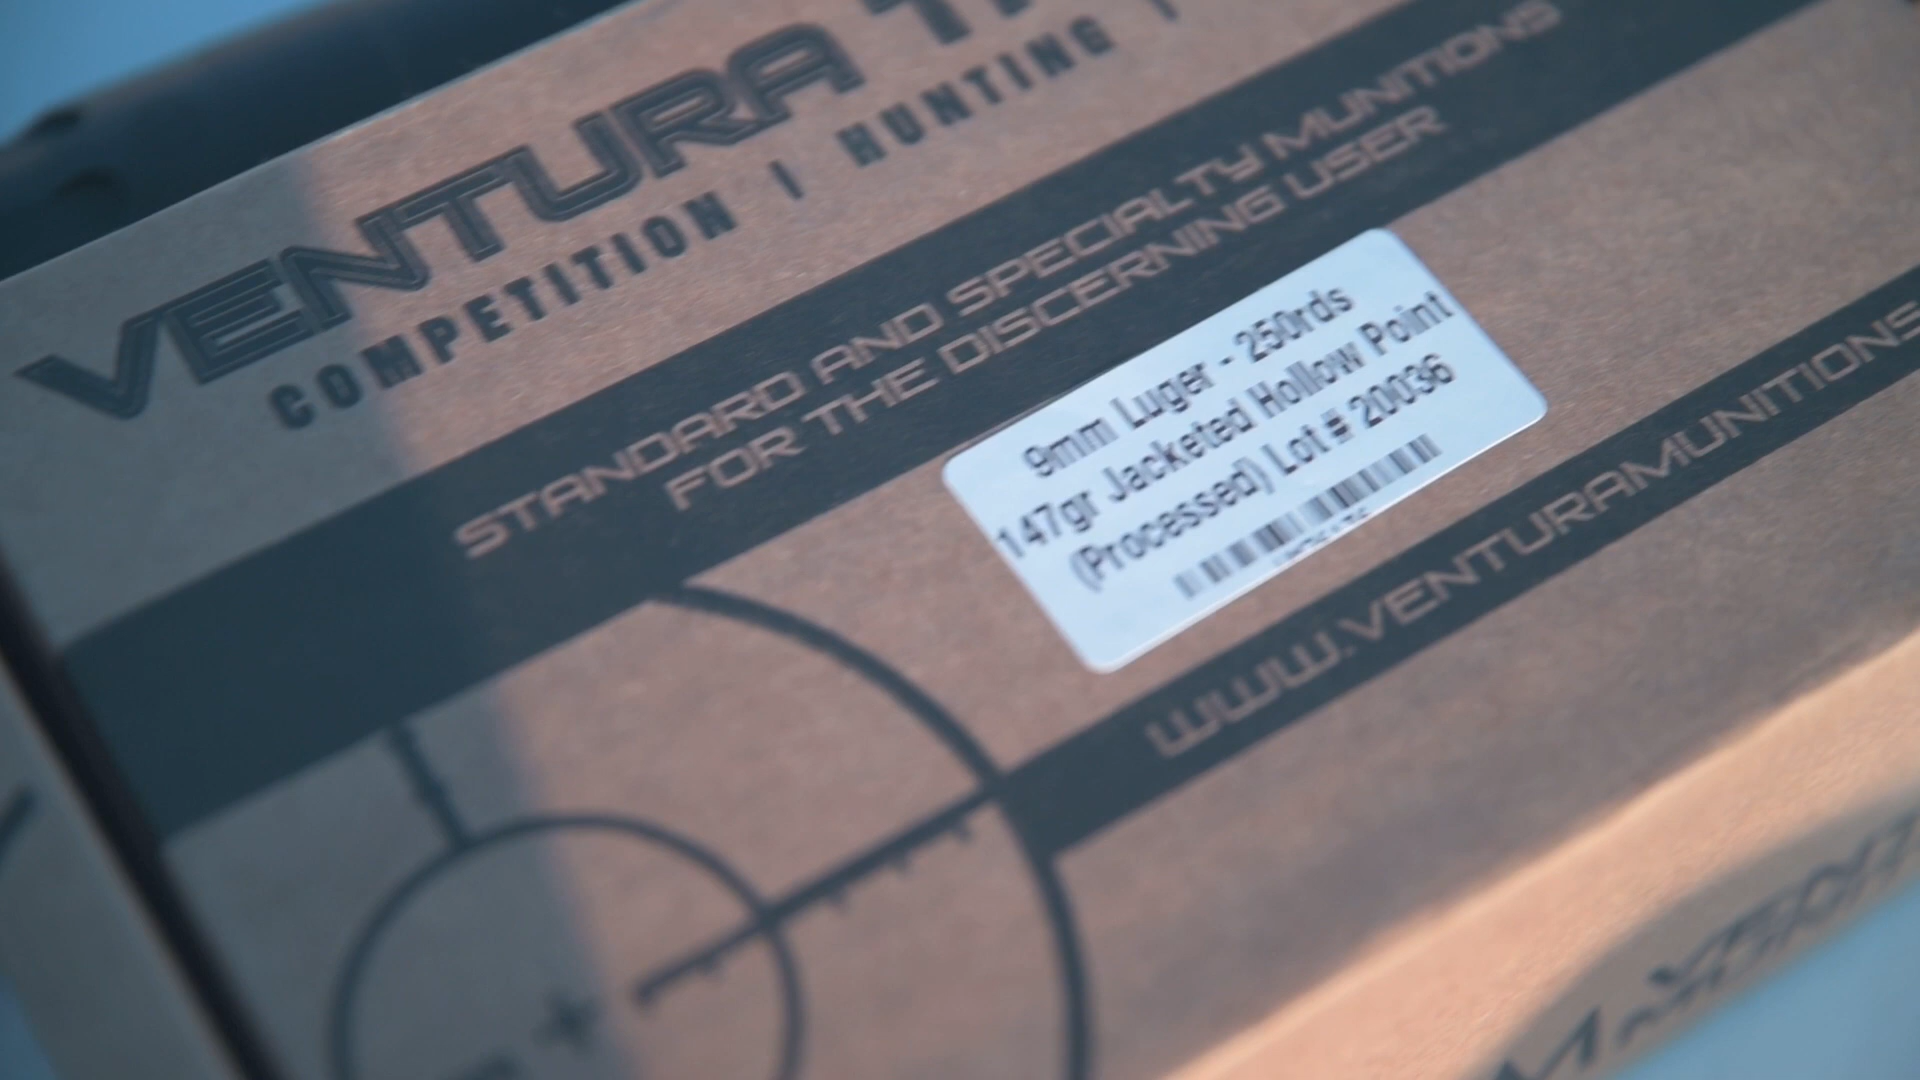 VENTURA
COMPETITION | HUNTING |
STANDARD AND SPECIALTY MUNITIONS
FOR THE DISCERNING USER
9mm Luger - 250rds
147gr Jacketed Hollow Point
(Processed) Lot # 20036
WWW.VENTURAMUNITIONS.